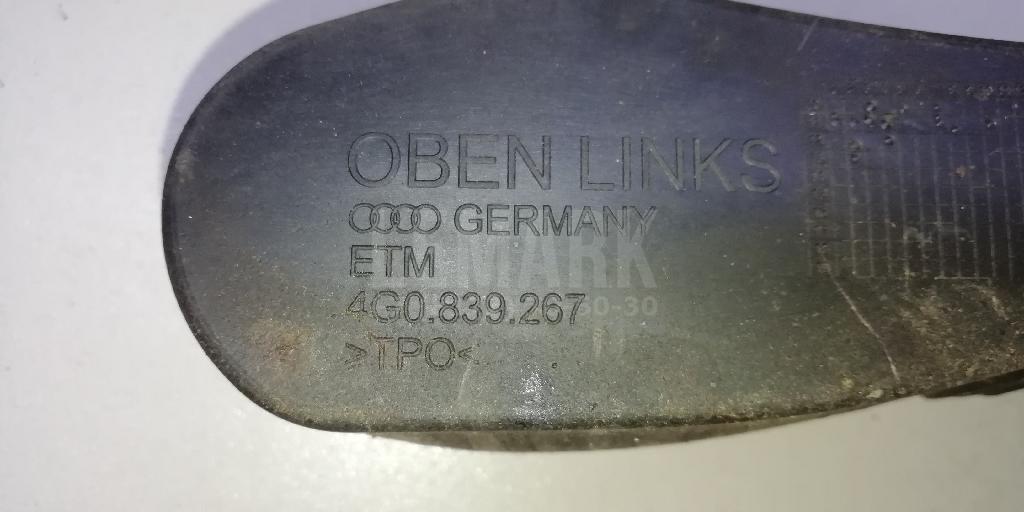 OBEN LINKS
GERMANY
ETM
4G0.839.267
>TPO<